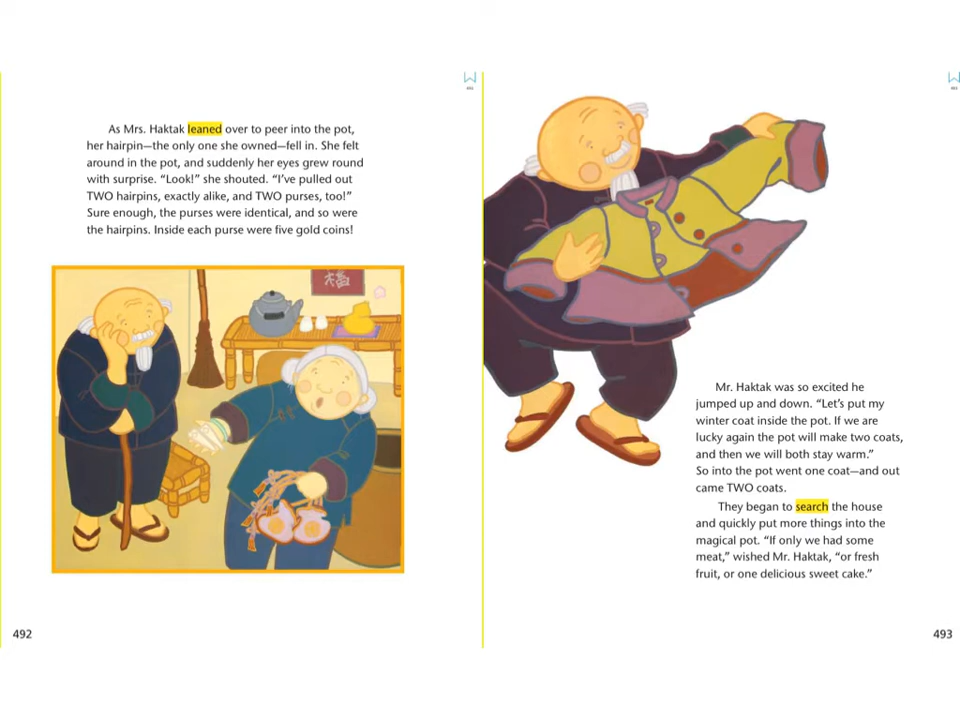 As Mrs. Haktak leaned over to peer into the pot,
her hairpin—the only one she owned—fell in. She felt
around in the pot, and suddenly her eyes grew round
with surprise. “Look!” she shouted. “I’ve pulled out
TWO hairpins, exactly alike, and TWO purses, too!”
Sure enough, the purses were identical, and so were
the hairpins. Inside each purse were five gold coins!
福
492
Mr. Haktak was so excited he
jumped up and down. “Let’s put my
winter coat inside the pot. If we are
lucky again the pot will make two coats,
and then we will both stay warm.”
So into the pot went one coat—and out
came TWO coats.
They began to search the house
and quickly put more things into the
magical pot. “If only we had some
meat,” wished Mr. Haktak, “or fresh
fruit, or one delicious sweet cake.”
493